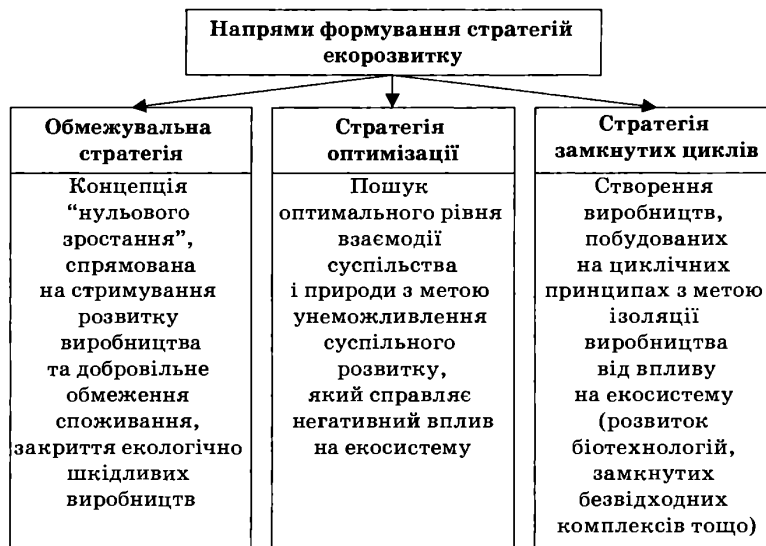 Напрями формування стратегій
екорозвитку
Обмежувальна
стратегія
Концепція
“нульового
зростання”,
спрямована
на стримування
розвитку
виробництва
та добровільне
обмеження
споживання,
закриття екологічно
шкідливих
виробництв
Стратегія
оптимізації
Пошук
оптимального рівня
взаємодії
суспільства
і природи з метою
унеможливлення
суспільного
розвитку,
який справляє
негативний вплив
на екосистему
Стратегія
замкнутих циклів
Створення
виробництв,
побудованих
на циклічних
принципах з метою
ізоляції
виробництва
від впливу
на екосистему
(розвиток
біотехнологій,
замкнутих
безвідходних
комплексів тощо)